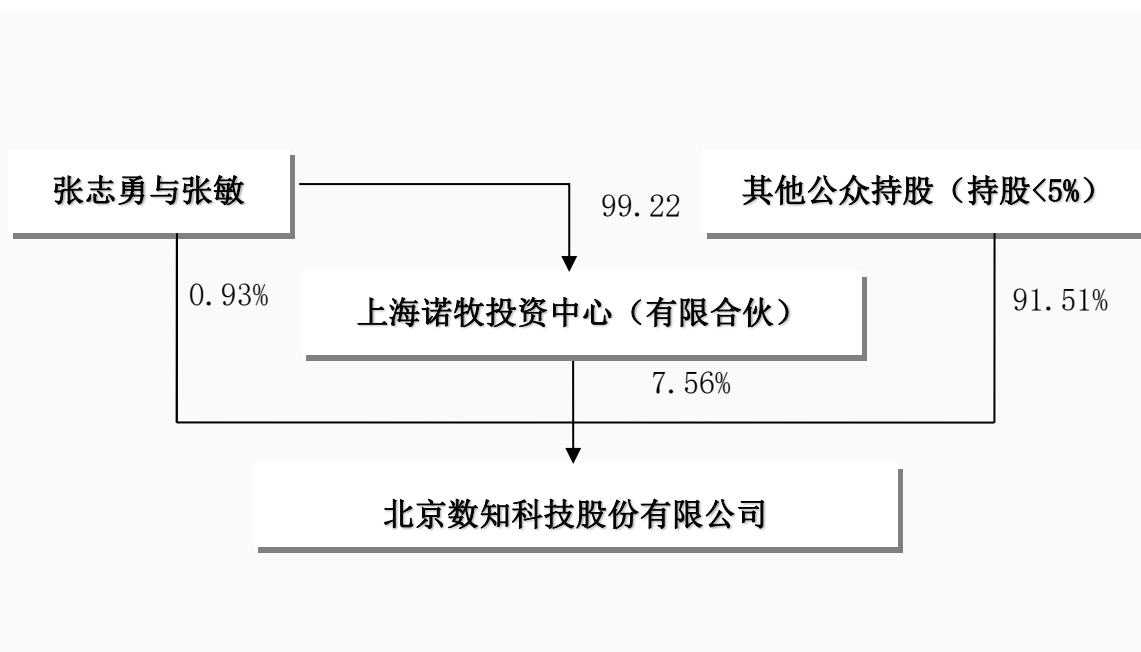 张志勇与张敏
其他公众持股（持股<5%）
99.22
0.93%
91.51%
上海诺牧投资中心（有限合伙）
7.56%
北京数知科技股份有限公司